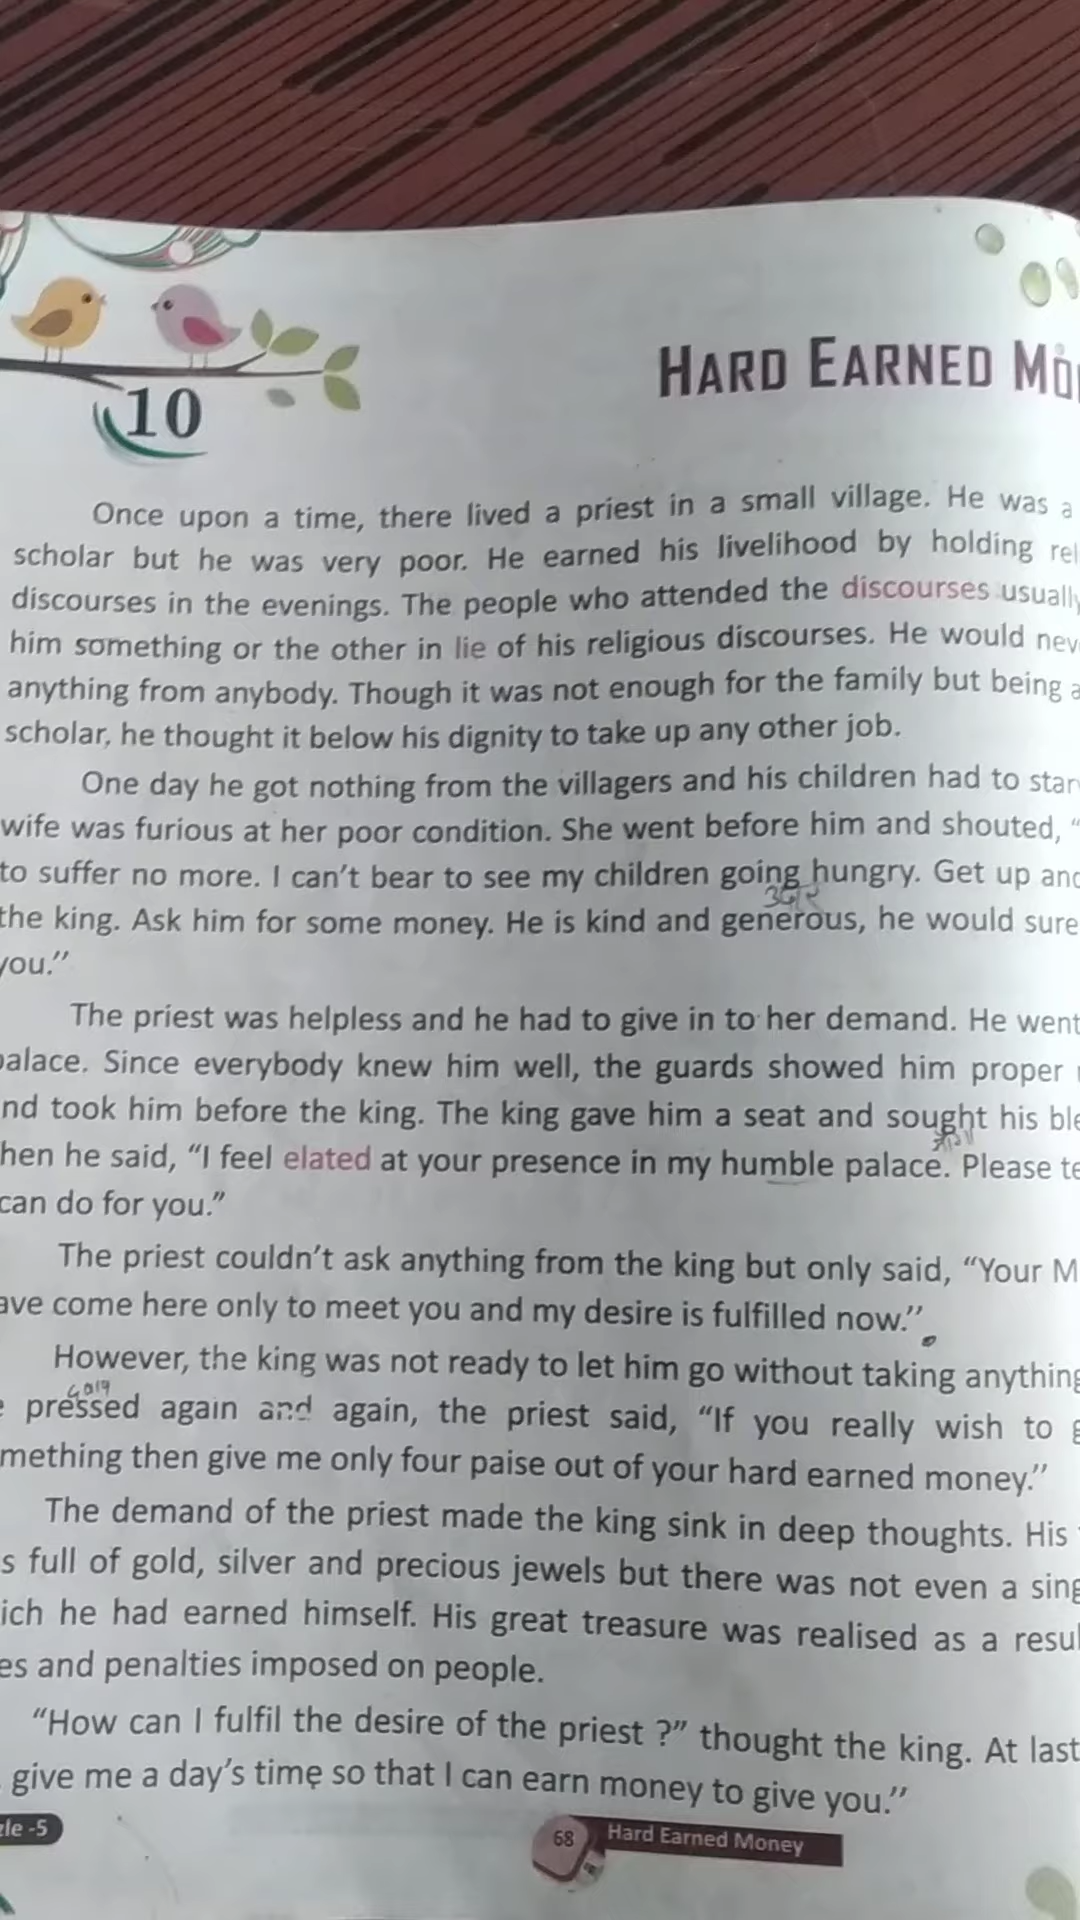 10
HARD EARNED
Once upon a time, there lived a priest in a small village. He was a
scholar but he was very poor. He earned his livelihood by holding
discourses in the evenings. The people who attended the discourses usually
him something or the other in lie of his religious discourses. He would
anything from anybody. Though it was not enough for the family but being a
scholar, he thought it below his dignity to take up any other job.
One day he got nothing from the villagers and his children had to
wife was furious at her poor condition. She went before him and shouted, "
to suffer no more. I can't bear to see my children going hungry. Get up and
the king. Ask him for some money. He is kind and generous, he would
you."
The priest was helpless and he had to give in to her demand. He went
palace. Since everybody knew him well, the guards showed him proper
nd took him before the king. The king gave him a seat and sought his
hen he said, "I feel elated at your presence in my humble palace. Please
can do for you."
The priest couldn't ask anything from the king but only said, "Your M
ave come here only to meet you and my desire is fulfilled now."
However, the king was not ready to let him go without taking anything
pressed again and again, the priest said, "If you really wish to
mething then give me only four paise out of your hard earned money."
The demand of the priest made the king sink in deep thoughts. His
s full of gold, silver and precious jewels but there was not even a
ich he had earned himself. His great treasure was realised as a
es and penalties imposed on people.
"How can I fulfil the desire of the priest ?" thought the king. At last
give me a day's time so that I can earn money to give you."
-5
68 Hard Earned Money